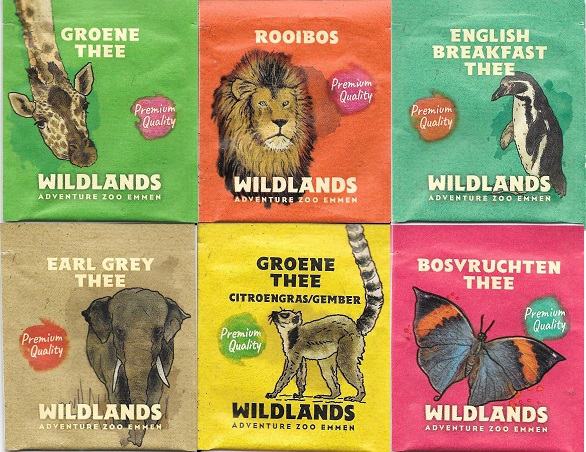 GROENE
THEE
Premium
Quality
WILDLANDS
ADVENTURE ZOO EMMEN
ROOIBOS
Premium
Quality
WILDLANDS
ADVENTURE ZOO EMMEN
ENGLISH
BREAKFAST
THEE
Premium
Quality
WILDLANDS
ADVENTURE ZOO EMMEN
EARL GREY
THEE
Premium
Quality
WILDLANDS
ADVENTURE ZOO EMMEN
GROENE
THEE
CITROENGRAS/GEMBER
Premium
Quality
WILDLANDS
ADVENTURE ZOO EMMEN
BOSVRUCHTEN
THEE
Premium
Quality
WILDLANDS
ADVENTURE ZOO EMMEN